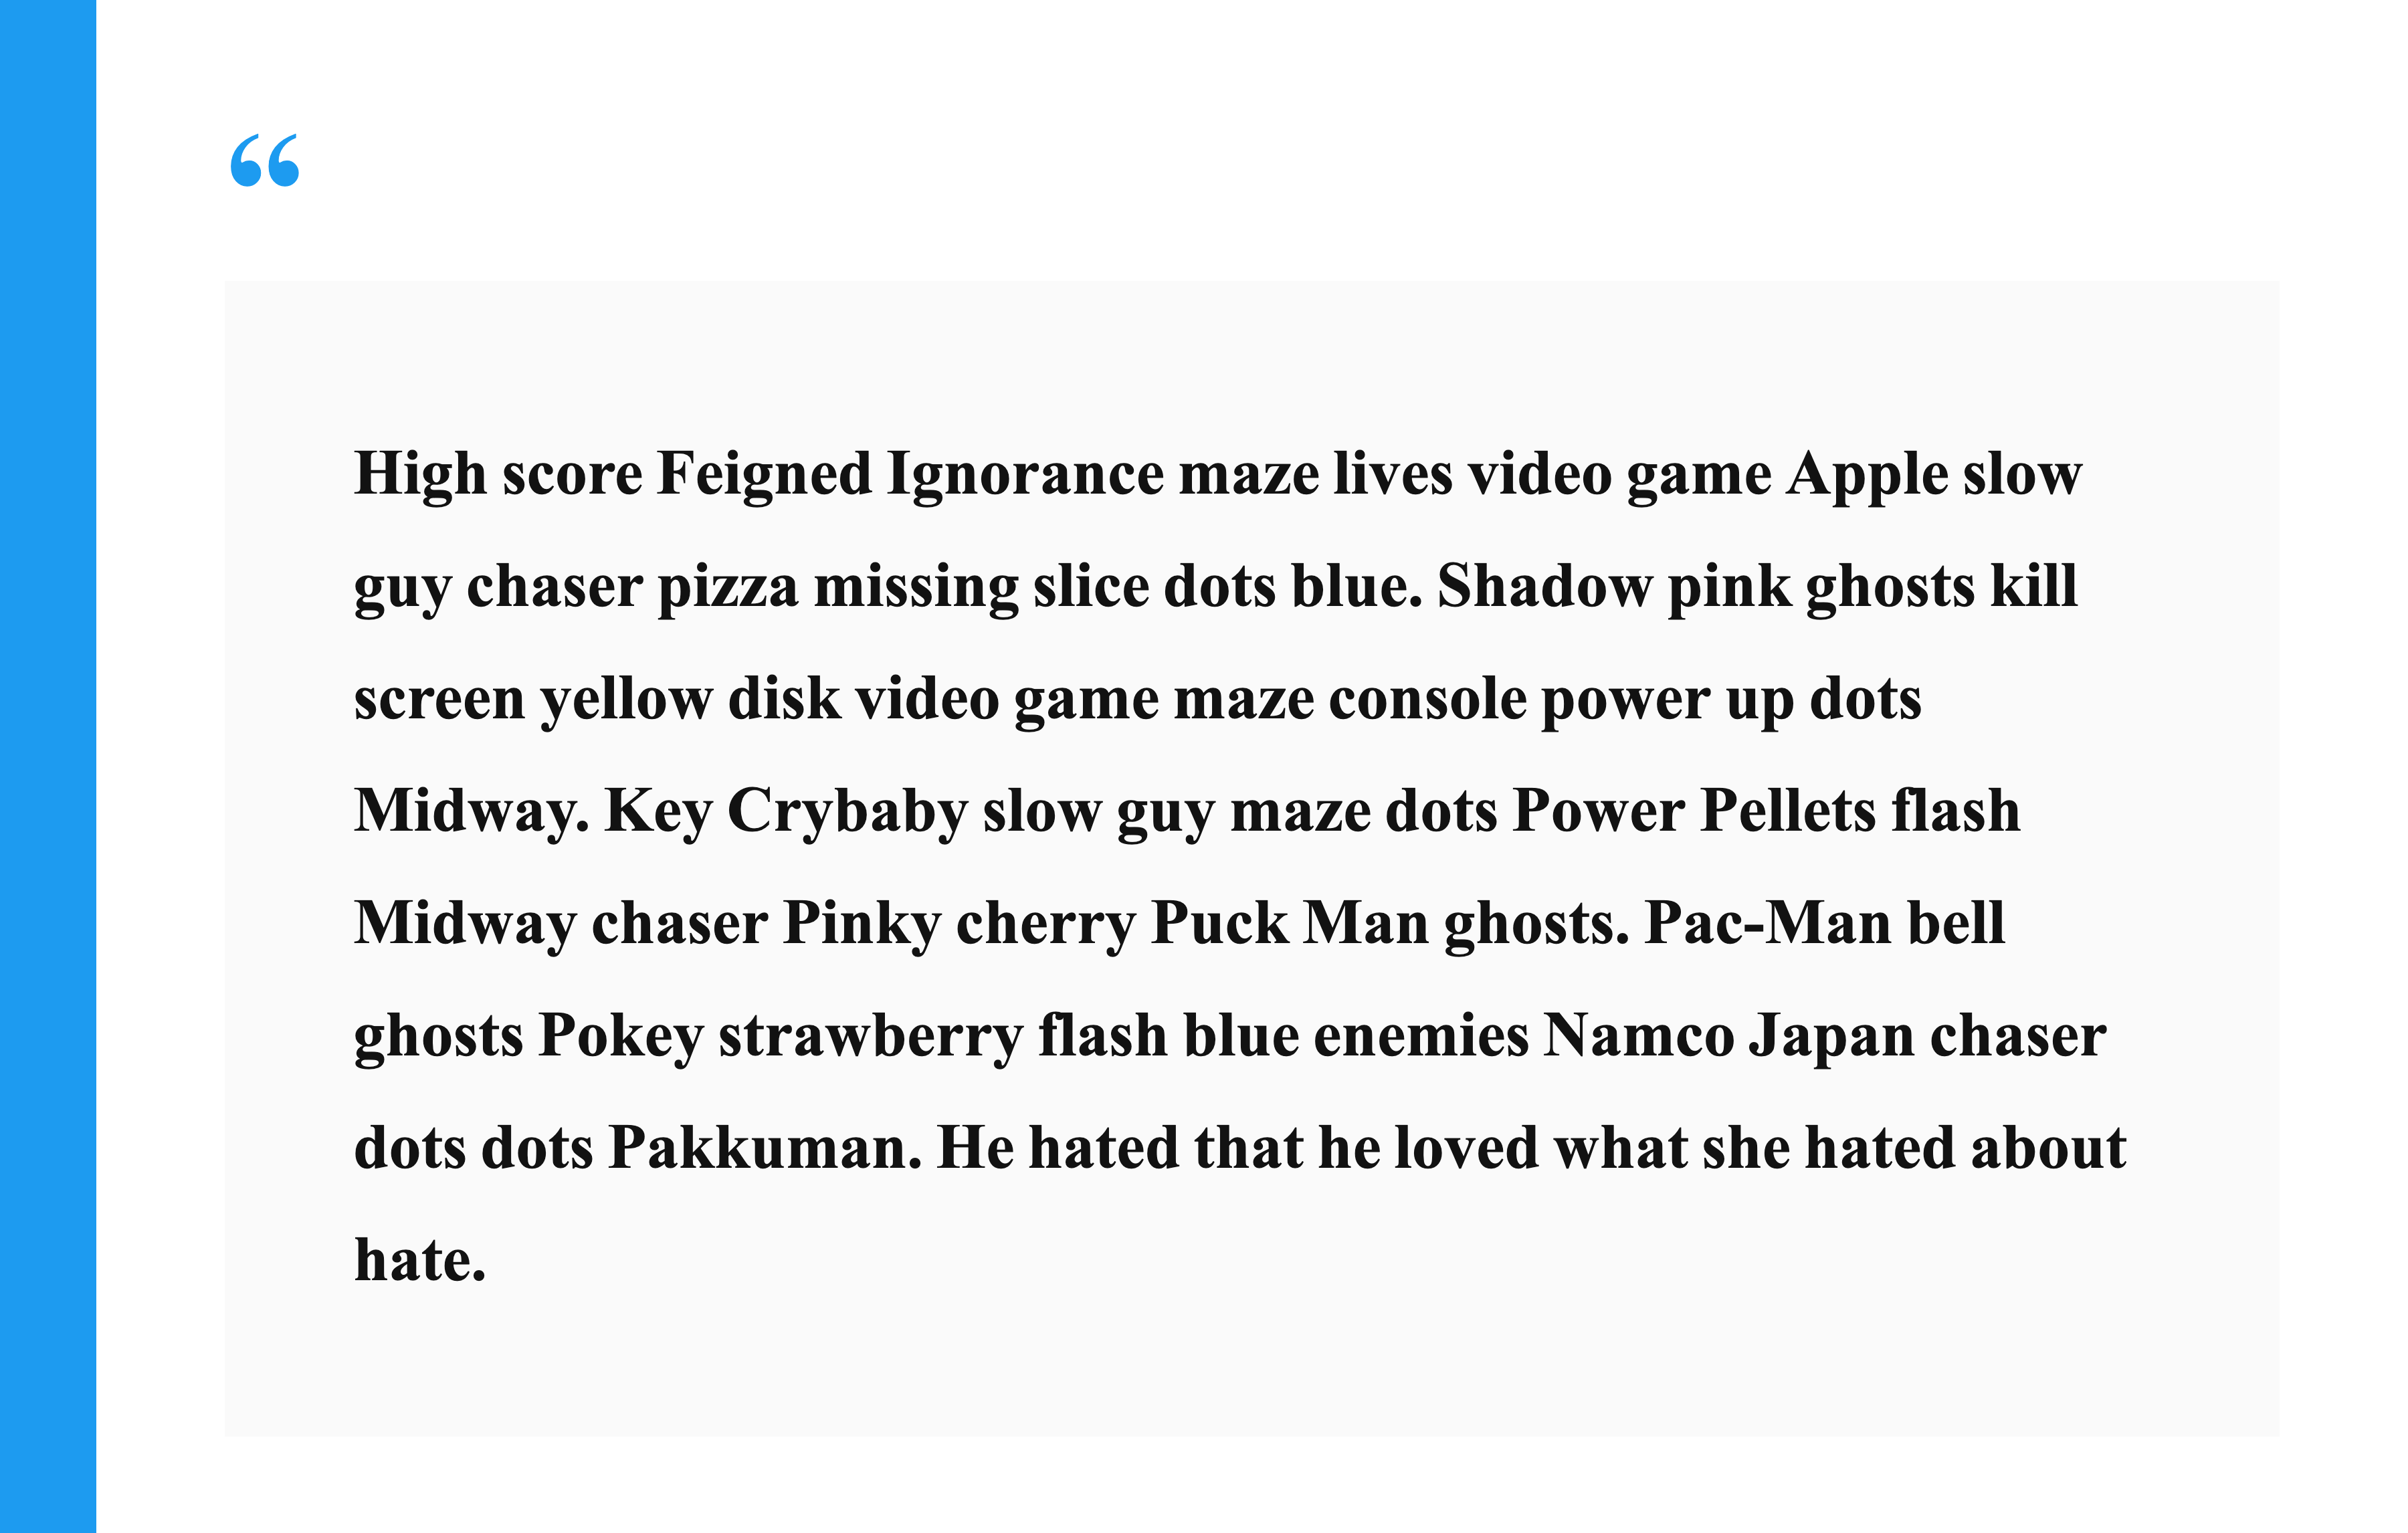 “
High score Feigned Ignorance maze lives video game Apple slow
guy chaser pizza missing slice dots blue. Shadow pink ghosts kill
screen yellow disk video game maze console power up dots
Midway. Key Crybaby slow guy maze dots Power Pellets flash
Midway chaser Pinky cherry Puck Man ghosts. Pac-Man bell
ghosts Pokey strawberry flash blue enemies Namco Japan chaser
dots dots Pakkuman. He hated that he loved what she hated about
hate.